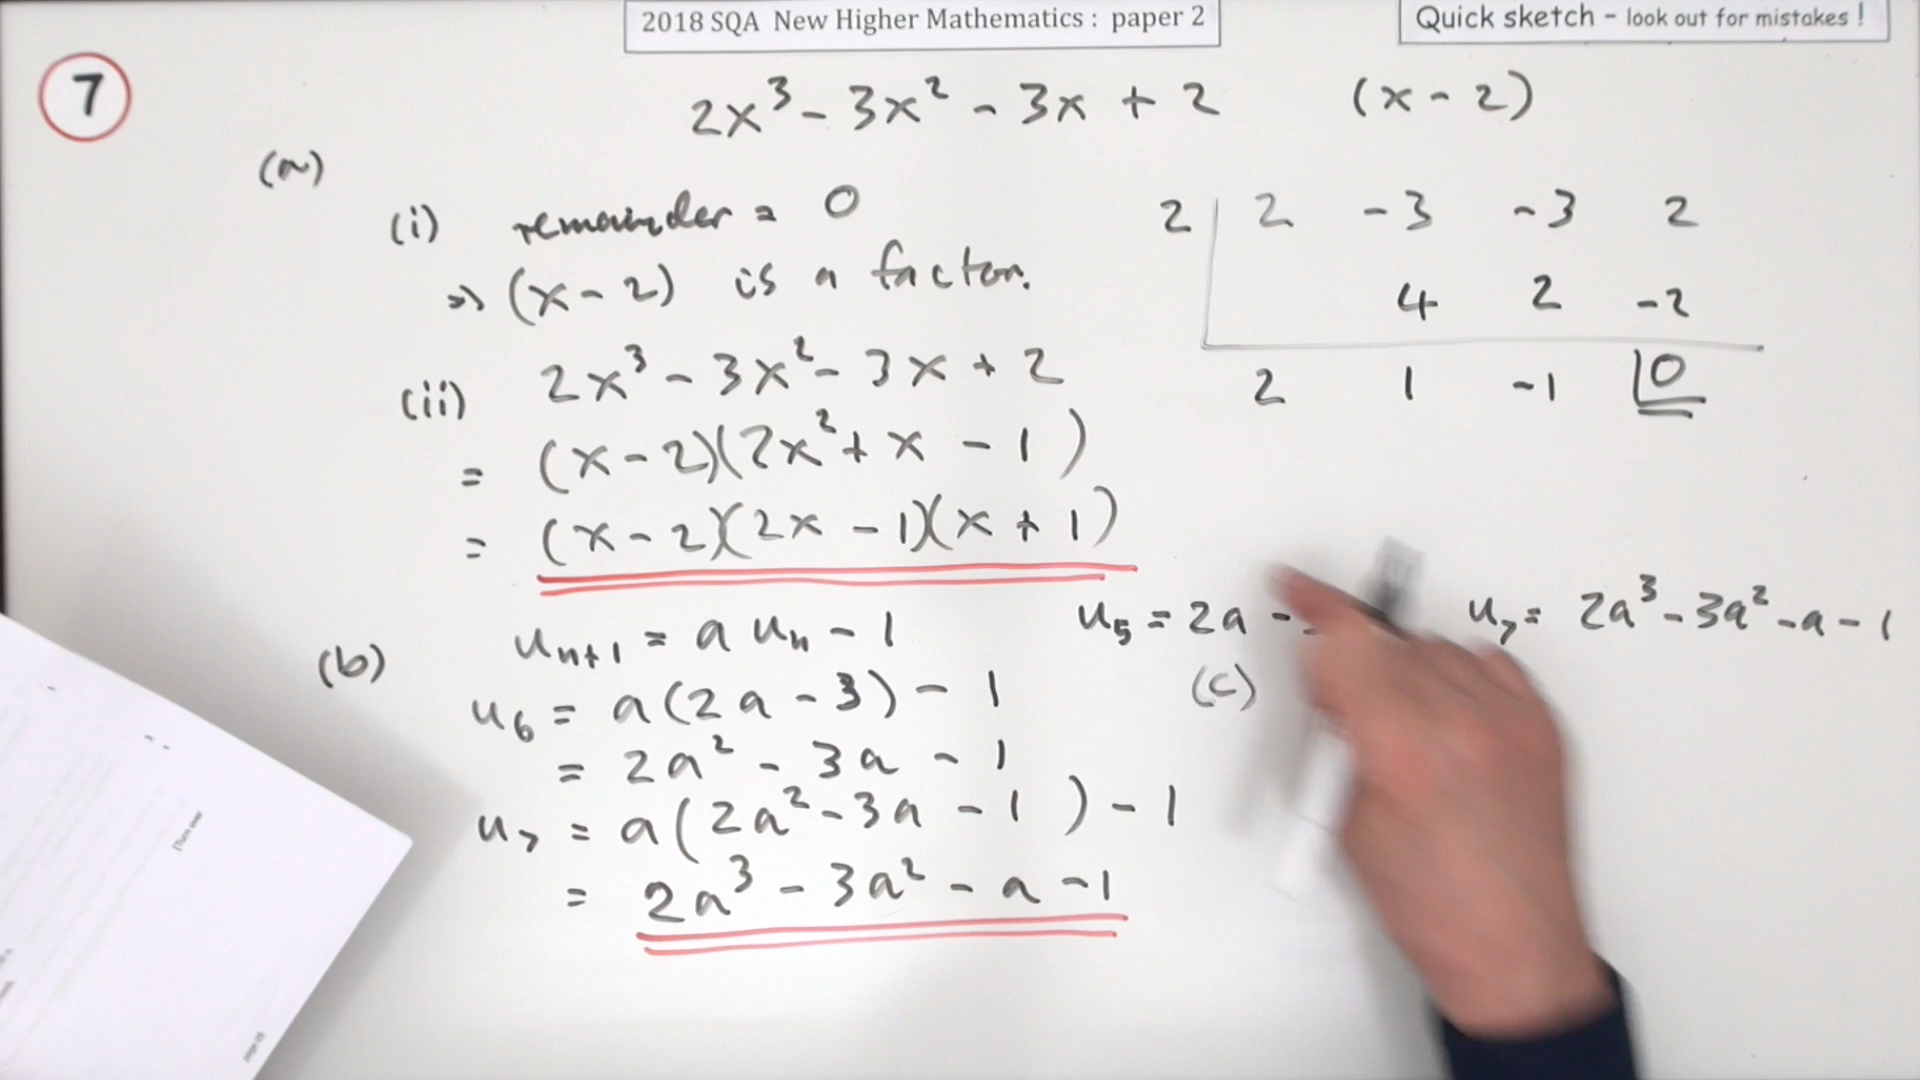 2018 SQA New Higher Mathematics : paper 2
Quick sketch - look out for mistakes !
7
2x³ - 3x² - 3x + 2 (x - 2)
(a)
(i) remainder = 0
⇒ (x - 2) is a factor.
2 | 2 -3 -3 2
4 2 -2
2 1 -1 |0
(ii) 2x³ - 3x² - 3x + 2
= (x - 2)(2x² + x - 1)
= (x - 2)(2x - 1)(x + 1)
(b) uₙ₊₁ = a uₙ - 1
u₆ = a(2a - 3) - 1
= 2a² - 3a - 1
u₇ = a(2a² - 3a - 1) - 1
= 2a³ - 3a² - a - 1
u₅ = 2a -
u₇ = 2a³ - 3a² - a - 1
(c)
(Turn over